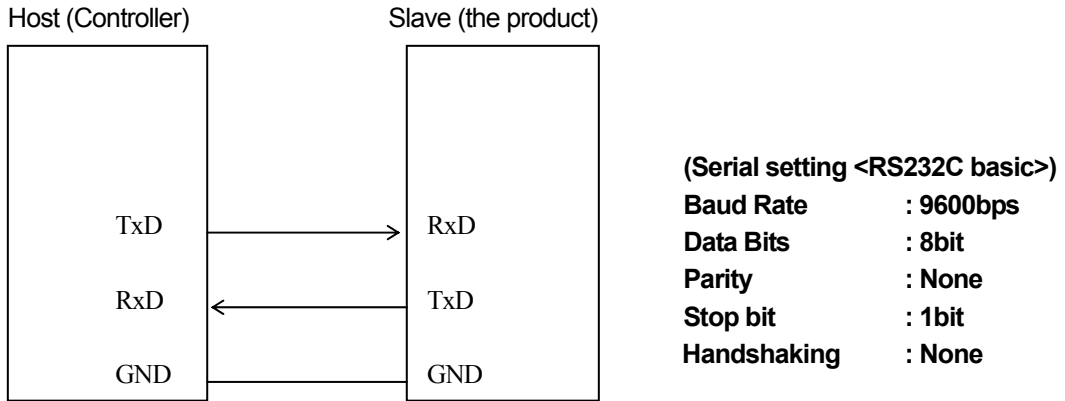 Host (Controller)
Slave (the product)
TxD
RxD
RxD
TxD
GND
GND
(Serial setting <RS232C basic>)
Baud Rate : 9600bps
Data Bits : 8bit
Parity : None
Stop bit : 1bit
Handshaking : None